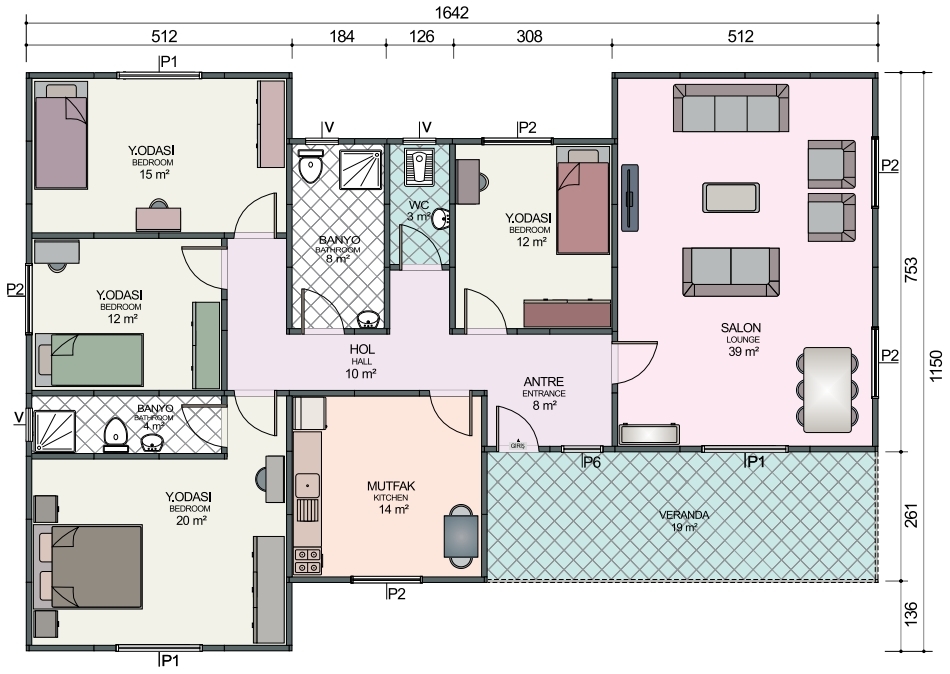 1642
512
184
126
308
512
P1
V
V
P2
Y.ODASI
BEDROOM
15 m²
WC
3 m²
P2
Y.ODASI
BEDROOM
12 m²
BANYO
BATHROOM
8 m²
753
P2
Y.ODASI
BEDROOM
12 m²
SALON
LOUNGE
39 m²
HOL
HALL
10 m²
P2
1150
ANTRE
ENTRANCE
8 m²
V
BANYO
BATHROOM
4 m²
GİRİŞ
P6
P1
MUTFAK
KITCHEN
14 m²
Y.ODASI
BEDROOM
20 m²
VERANDA
19 m²
261
P2
136
P1